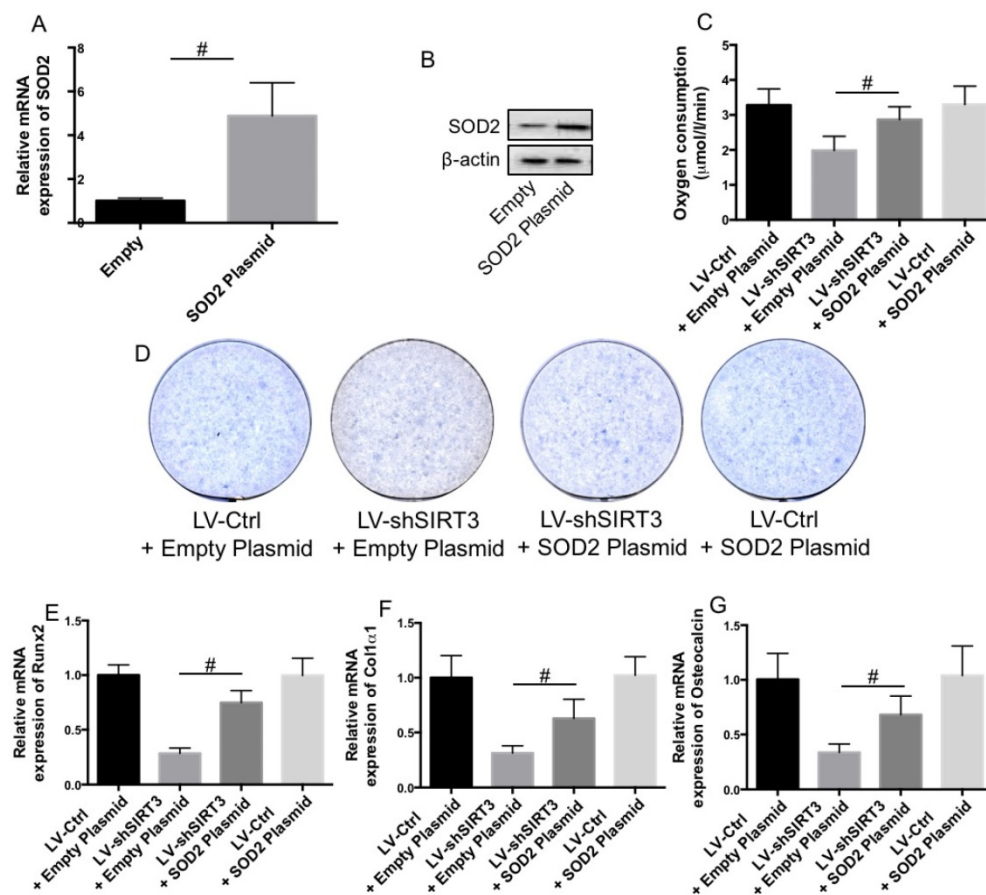 A
#
Relative mRNA
expression of SOD2
8
6
4
2
0
Empty
SOD2 Plasmid
B
SOD2
β-actin
Empty
SOD2 Plasmid
C
#
Oxygen consumption
(μmol/l/min)
5
4
3
2
1
0
LV-Ctrl
+ Empty Plasmid
LV-shSIRT3
+ Empty Plasmid
LV-shSIRT3
+ SOD2 Plasmid
LV-Ctrl
+ SOD2 Plasmid
D
LV-Ctrl
+ Empty Plasmid
LV-shSIRT3
+ Empty Plasmid
LV-shSIRT3
+ SOD2 Plasmid
LV-Ctrl
+ SOD2 Plasmid
E
#
Relative mRNA
expression of Runx2
1.5
1.0
0.5
0.0
LV-Ctrl
+ Empty Plasmid
LV-shSIRT3
+ Empty Plasmid
LV-shSIRT3
+ SOD2 Plasmid
LV-Ctrl
+ SOD2 Plasmid
F
#
Relative mRNA
expression of Col1α1
1.5
1.0
0.5
0.0
LV-Ctrl
+ Empty Plasmid
LV-shSIRT3
+ Empty Plasmid
LV-shSIRT3
+ SOD2 Plasmid
LV-Ctrl
+ SOD2 Plasmid
G
#
Relative mRNA
expression of Osteocalcin
1.5
1.0
0.5
0.0
LV-Ctrl
+ Empty Plasmid
LV-shSIRT3
+ Empty Plasmid
LV-shSIRT3
SOD2 Plasmid
LV-Ctrl
+ SOD2 Plasmid